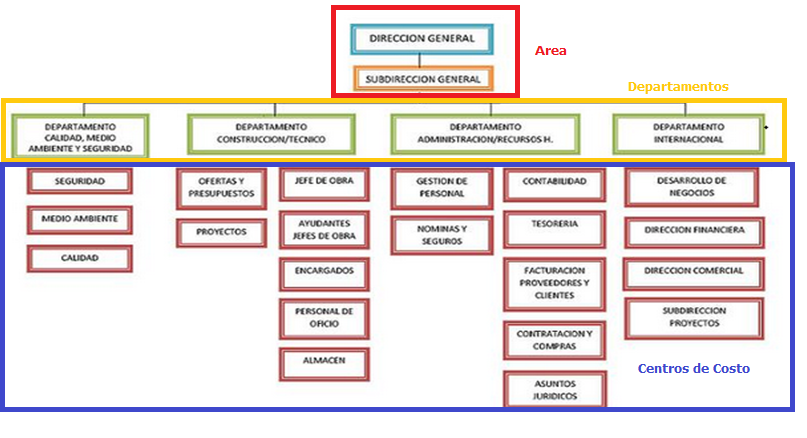 DIRECCION GENERAL
Area
SUBDIRECCION GENERAL
Departamentos
DEPARTAMENTO
CALIDAD, MEDIO
AMBIENTE Y SEGURIDAD
DEPARTAMENTO
CONSTRUCCION/TECNICO
DEPARTAMENTO
ADMINISTRACION/RECURSOS H.
DEPARTAMENTO
INTERNACIONAL
SEGURIDAD
MEDIO AMBIENTE
CALIDAD
OFERTAS Y
PRESUPUESTOS
PROYECTOS
JEFE DE OBRA
AYUDANTES
JEFES DE OBRA
ENCARGADOS
PERSONAL DE
OFICIO
ALMACEN
GESTION DE
PERSONAL
NOMINAS Y
SEGUROS
CONTABILIDAD
TESORERIA
FACTURACION
PROVEEDORES Y
CLIENTES
CONTRATACION Y
COMPRAS
ASUNTOS
JURIDICOS
DESARROLLO DE
NEGOCIOS
DIRECCION FINANCIERA
DIRECCION COMERCIAL
SUBDIRECCION
PROYECTOS
Centros de Costo